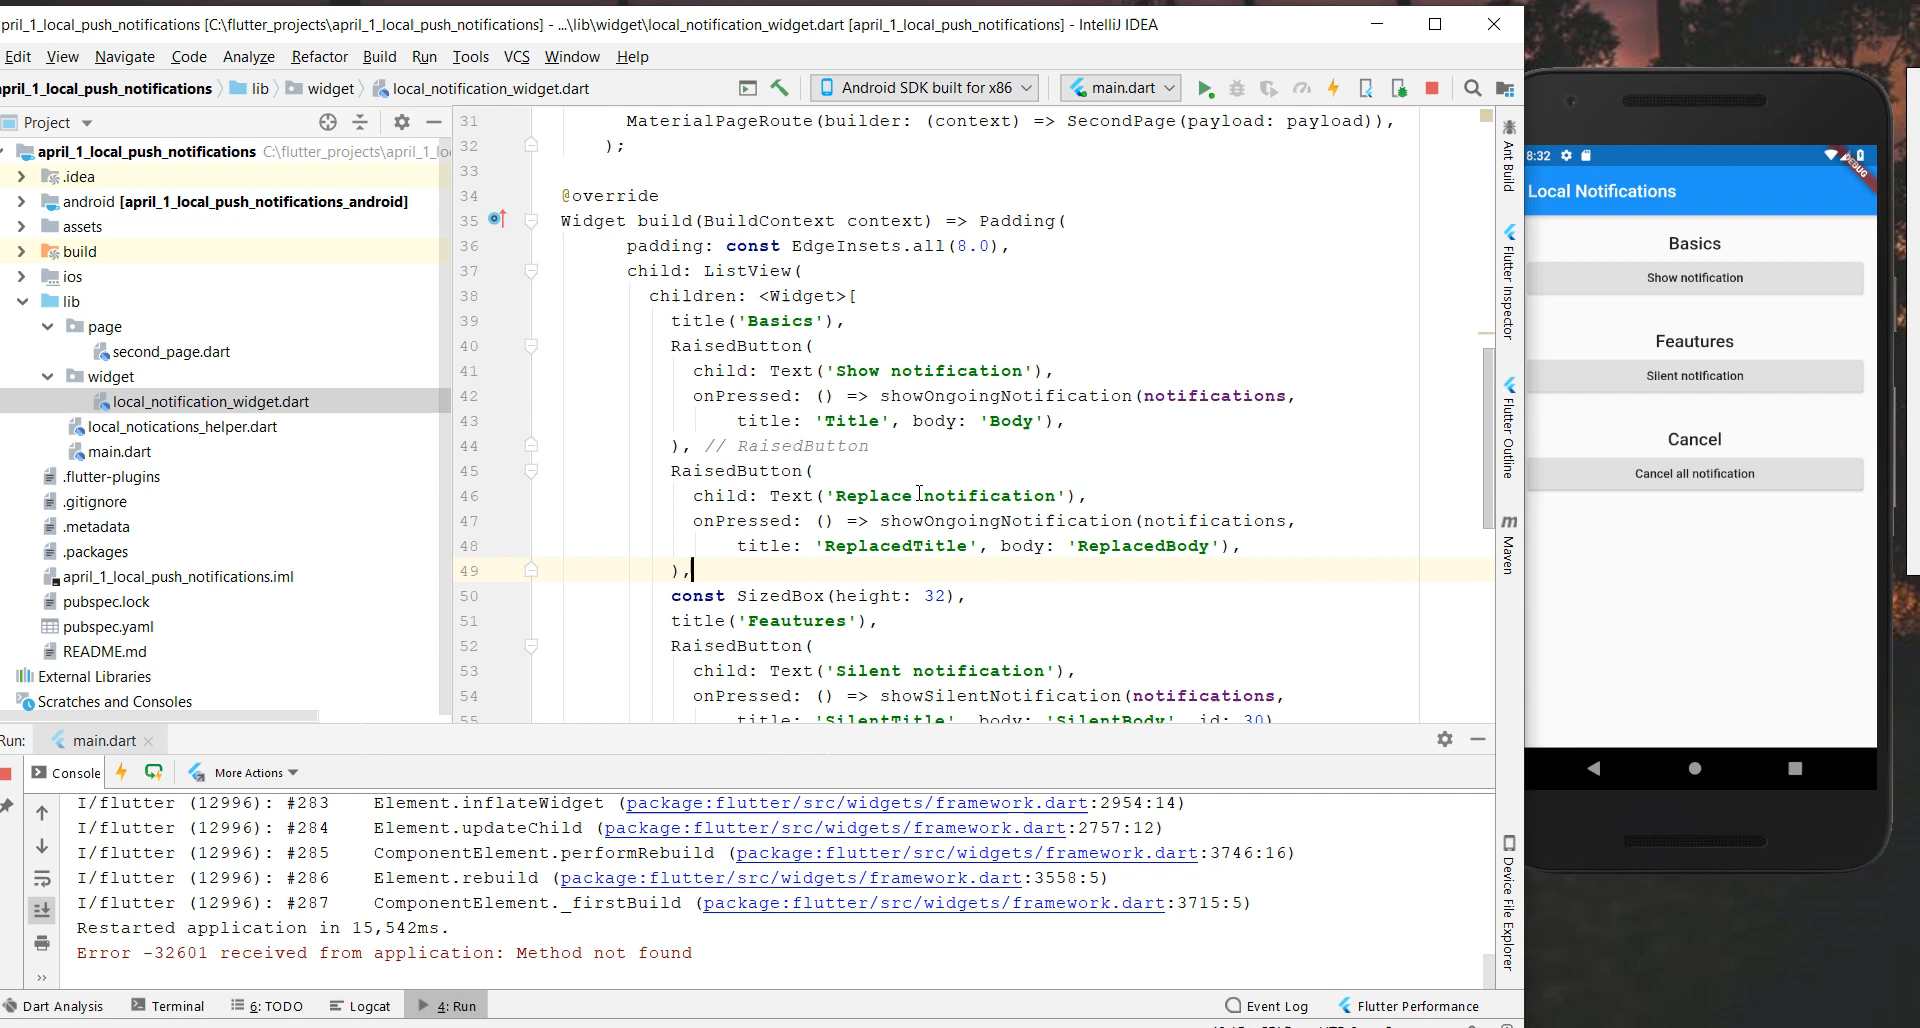 pril_1_local_push_notifications [C:\flutter_projects\april_1_local_push_notifications] - ...\lib\widget\local_notification_widget.dart [april_1_local_push_notifications] - IntelliJ IDEA
Edit View Navigate Code Analyze Refactor Build Run Tools VCS Window Help
april_1_local_push_notifications lib widget local_notification_widget.dart
Android SDK built for x86 main.dart
Project
april_1_local_push_notifications C:\flutter_projects\april_1_lo
.idea
android [april_1_local_push_notifications_android]
assets
build
ios
lib
page
second_page.dart
widget
local_notification_widget.dart
local_notications_helper.dart
main.dart
.flutter-plugins
.gitignore
.metadata
.packages
april_1_local_push_notifications.iml
pubspec.lock
pubspec.yaml
README.md
External Libraries
Scratches and Consoles
31 MaterialPageRoute(builder: (context) => SecondPage(payload: payload)),
32 );
33
34 @override
35 Widget build(BuildContext context) => Padding(
36 padding: const EdgeInsets.all(8.0),
37 child: ListView(
38 children: <Widget>[
39 title('Basics'),
40 RaisedButton(
41 child: Text('Show notification'),
42 onPressed: () => showOngoingNotification(notifications,
43 title: 'Title', body: 'Body'),
44 ), // RaisedButton
45 RaisedButton(
46 child: Text('Replace notification'),
47 onPressed: () => showOngoingNotification(notifications,
48 title: 'ReplacedTitle', body: 'ReplacedBody'),
49 ),
50 const SizedBox(height: 32),
51 title('Feautures'),
52 RaisedButton(
53 child: Text('Silent notification'),
54 onPressed: () => showSilentNotification(notifications,
55 title: 'SilentTitle', body: 'SilentBody', id: 30)
Ant Build
Flutter Inspector
Flutter Outline
m Maven
Device File Explorer
8:32
DEBUG
Local Notifications
Basics
Show notification
Feautures
Silent notification
Cancel
Cancel all notification
Run: main.dart
Console More Actions
I/flutter (12996): #283 Element.inflateWidget (package:flutter/src/widgets/framework.dart:2954:14)
I/flutter (12996): #284 Element.updateChild (package:flutter/src/widgets/framework.dart:2757:12)
I/flutter (12996): #285 ComponentElement.performRebuild (package:flutter/src/widgets/framework.dart:3746:16)
I/flutter (12996): #286 Element.rebuild (package:flutter/src/widgets/framework.dart:3558:5)
I/flutter (12996): #287 ComponentElement._firstBuild (package:flutter/src/widgets/framework.dart:3715:5)
Restarted application in 15,542ms.
Error -32601 received from application: Method not found
Dart Analysis Terminal 6: TODO Logcat 4: Run Event Log Flutter Performance